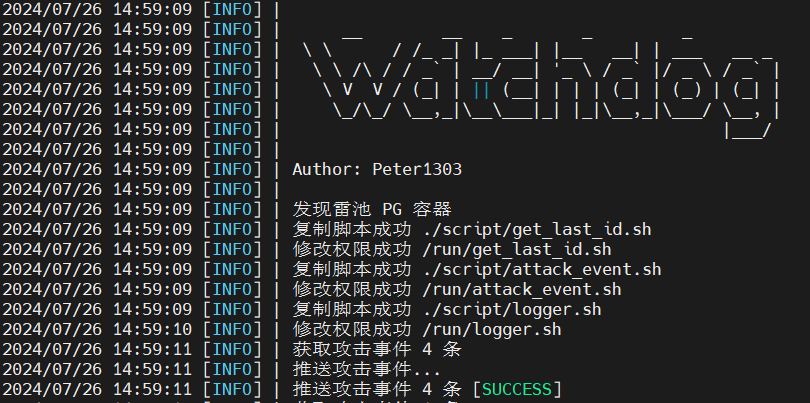 2024/07/26 14:59:09 [INFO] |
2024/07/26 14:59:09 [INFO] |
2024/07/26 14:59:09 [INFO] |
2024/07/26 14:59:09 [INFO] |
2024/07/26 14:59:09 [INFO] | Watchdog
2024/07/26 14:59:09 [INFO] |
2024/07/26 14:59:09 [INFO] |
2024/07/26 14:59:09 [INFO] |
2024/07/26 14:59:09 [INFO] | Author: Peter1303
2024/07/26 14:59:09 [INFO] |
2024/07/26 14:59:09 [INFO] | 发现雷池 PG 容器
2024/07/26 14:59:09 [INFO] | 复制脚本成功 ./script/get_last_id.sh
2024/07/26 14:59:09 [INFO] | 修改权限成功 /run/get_last_id.sh
2024/07/26 14:59:09 [INFO] | 复制脚本成功 ./script/attack_event.sh
2024/07/26 14:59:09 [INFO] | 修改权限成功 /run/attack_event.sh
2024/07/26 14:59:09 [INFO] | 复制脚本成功 ./script/logger.sh
2024/07/26 14:59:10 [INFO] | 修改权限成功 /run/logger.sh
2024/07/26 14:59:11 [INFO] | 获取攻击事件 4 条
2024/07/26 14:59:11 [INFO] | 推送攻击事件...
2024/07/26 14:59:11 [INFO] | 推送攻击事件 4 条 [SUCCESS]